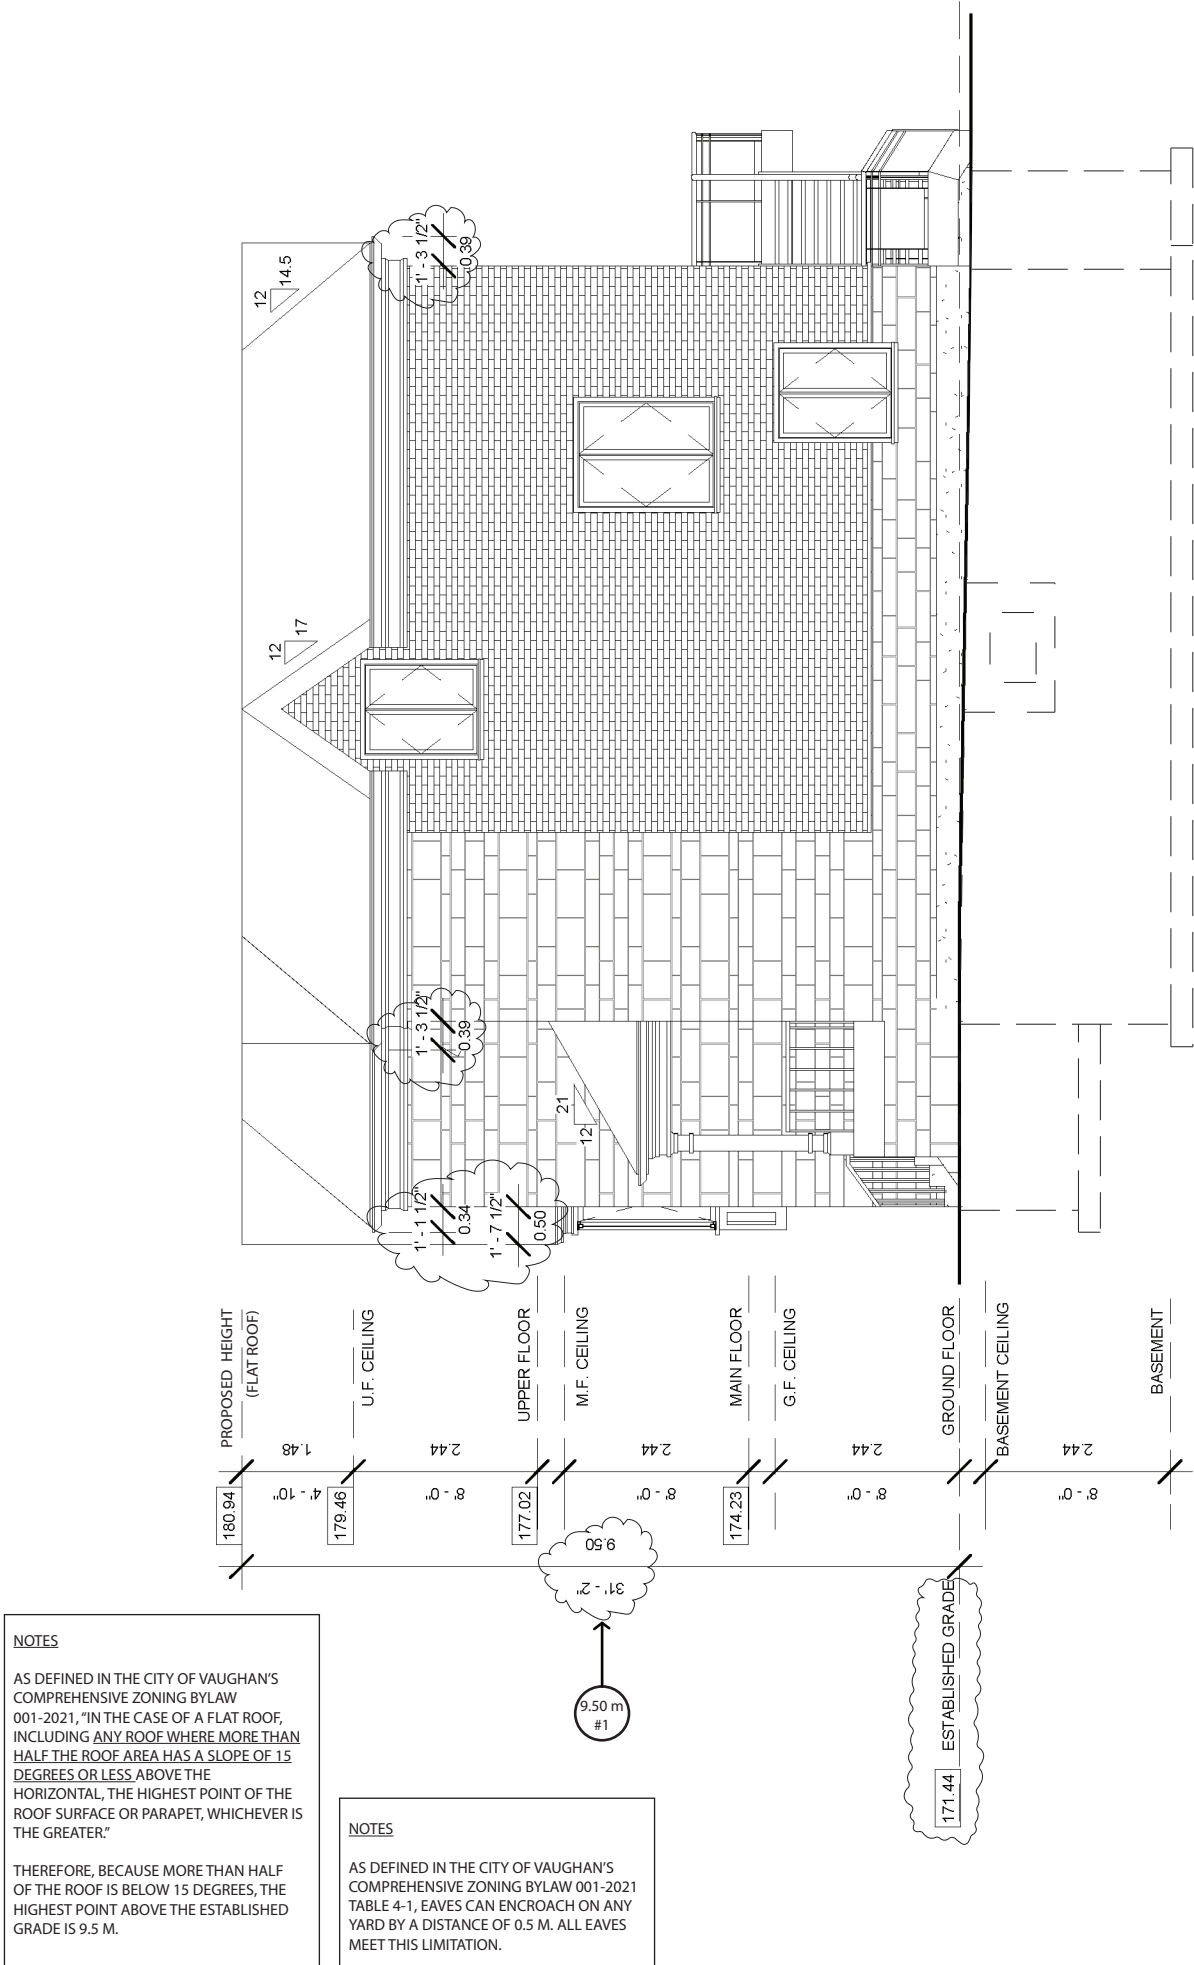 14.5
12
1' - 3 1/2"
0.39
17
12
1' - 3 1/2"
0.39
21
12
1' - 1 1/2"
0.34
1' - 7 1/2"
0.50
PROPOSED HEIGHT
(FLAT ROOF)
U.F. CEILING
UPPER FLOOR
M.F. CEILING
MAIN FLOOR
G.F. CEILING
GROUND FLOOR
BASEMENT CEILING
BASEMENT
1.48
2.44
2.44
2.44
2.44
4' - 10"
8' - 0"
8' - 0"
8' - 0"
8' - 0"
180.94
179.46
177.02
174.23
9.50
31' - 2"
171.44 ESTABLISHED GRADE
9.50 m
#1
NOTES
AS DEFINED IN THE CITY OF VAUGHAN'S
COMPREHENSIVE ZONING BYLAW
001-2021, "IN THE CASE OF A FLAT ROOF,
INCLUDING ANY ROOF WHERE MORE THAN
HALF THE ROOF AREA HAS A SLOPE OF 15
DEGREES OR LESS ABOVE THE
HORIZONTAL, THE HIGHEST POINT OF THE
ROOF SURFACE OR PARAPET, WHICHEVER IS
THE GREATER."
THEREFORE, BECAUSE MORE THAN HALF
OF THE ROOF IS BELOW 15 DEGREES, THE
HIGHEST POINT ABOVE THE ESTABLISHED
GRADE IS 9.5 M.
NOTES
AS DEFINED IN THE CITY OF VAUGHAN'S
COMPREHENSIVE ZONING BYLAW 001-2021
TABLE 4-1, EAVES CAN ENCROACH ON ANY
YARD BY A DISTANCE OF 0.5 M. ALL EAVES
MEET THIS LIMITATION.